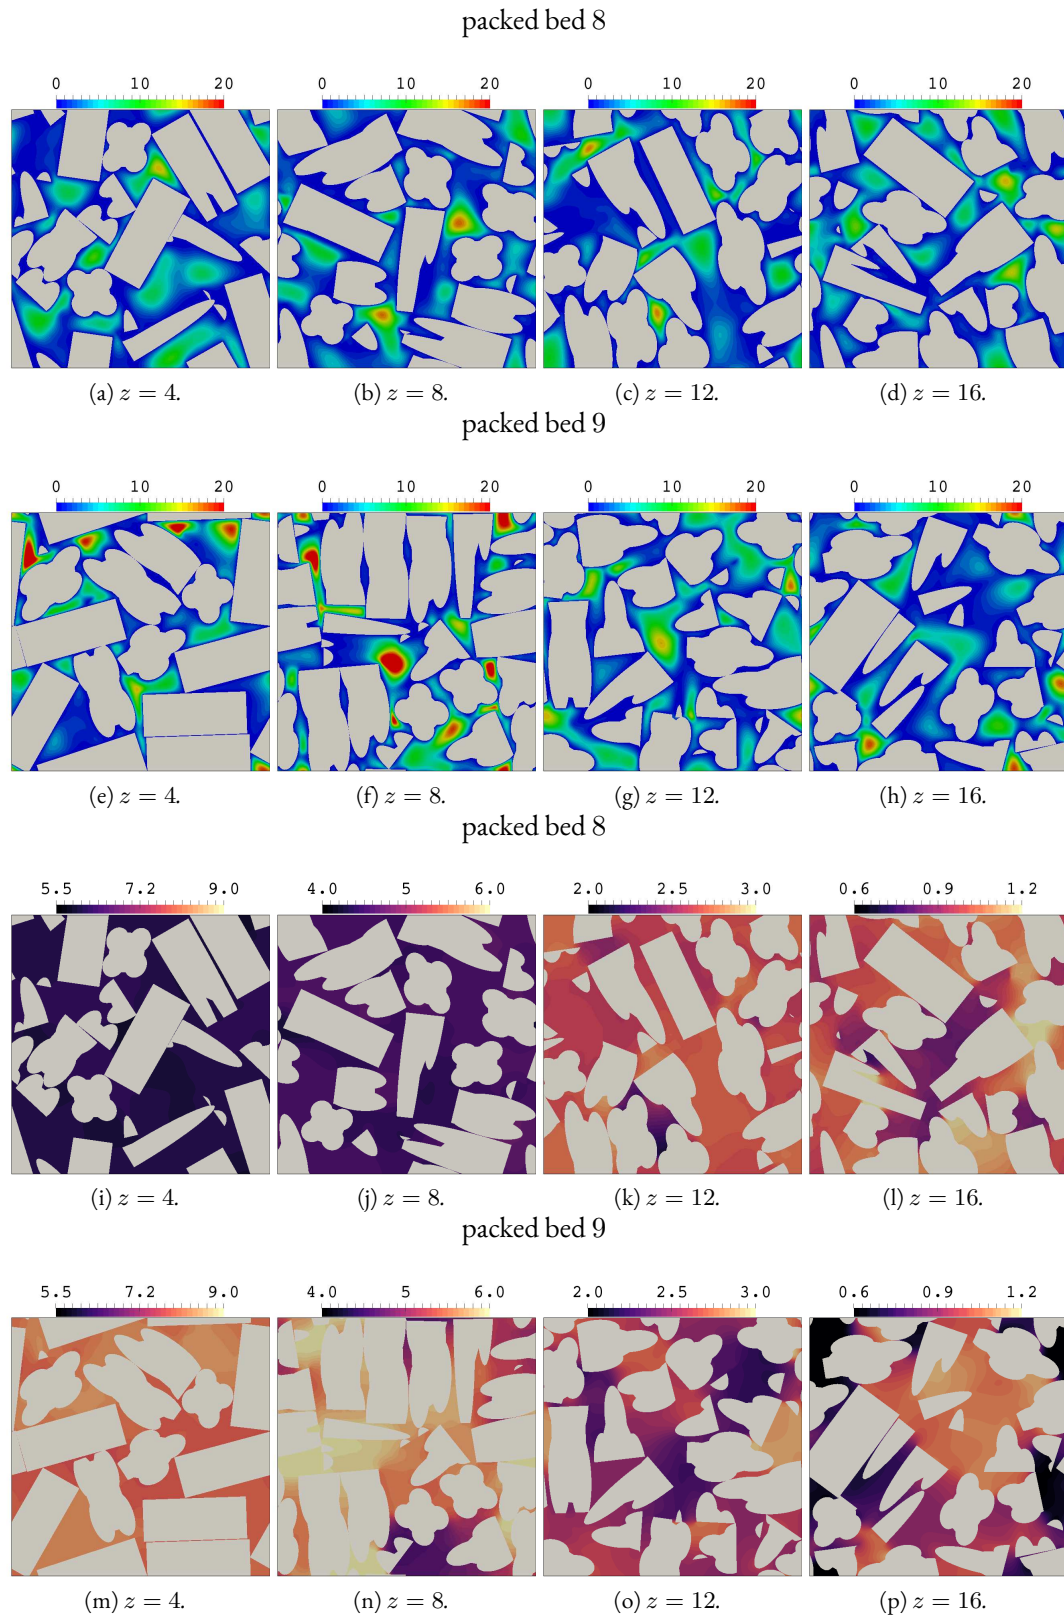 packed bed 8
0 10 20 0 10 20 0 10 20 0 10 20
(a) z = 4. (b) z = 8. (c) z = 12. (d) z = 16.
packed bed 9
0 10 20 0 10 20 0 10 20 0 10 20
(e) z = 4. (f) z = 8. (g) z = 12. (h) z = 16.
packed bed 8
5.5 7.2 9.0 4.0 5 6.0 2.0 2.5 3.0 0.6 0.9 1.2
(i) z = 4. (j) z = 8. (k) z = 12. (l) z = 16.
packed bed 9
5.5 7.2 9.0 4.0 5 6.0 2.0 2.5 3.0 0.6 0.9 1.2
(m) z = 4. (n) z = 8. (o) z = 12. (p) z = 16.